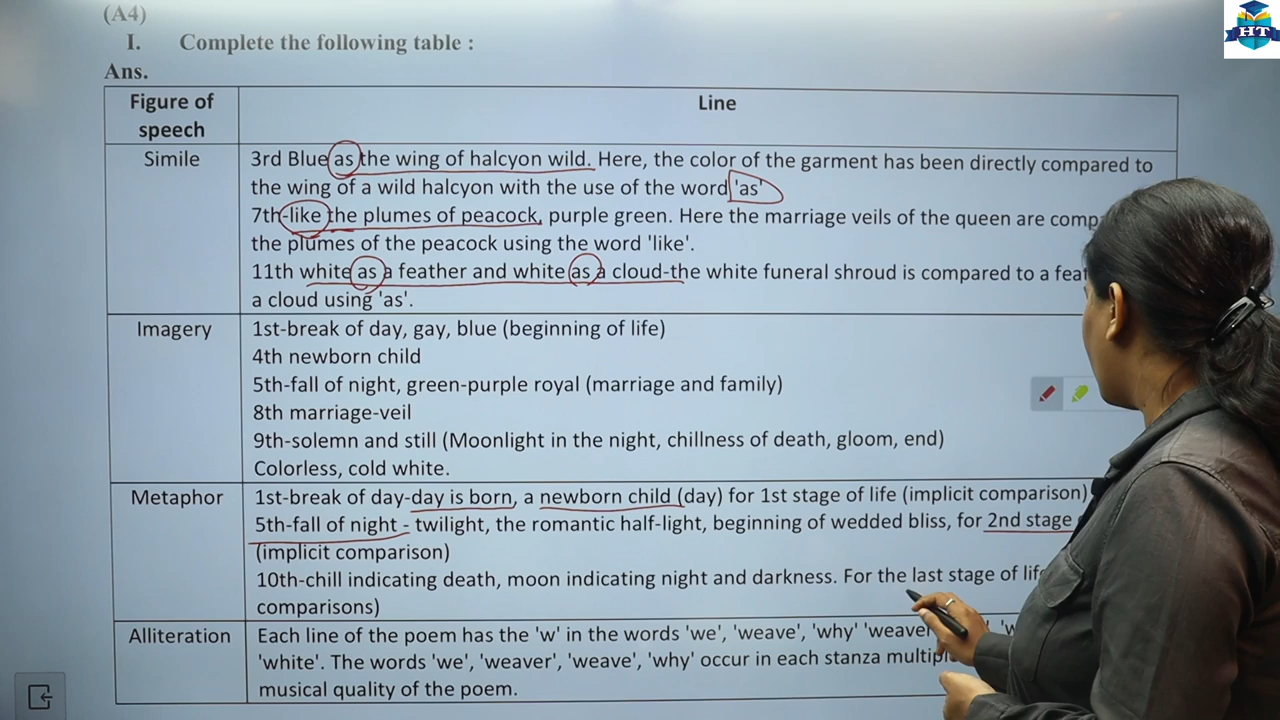 (A4)
I. Complete the following table :
Ans.
Figure of speech
Line
Simile
3rd Blue as the wing of halcyon wild. Here, the color of the garment has been directly compared to
the wing of a wild halcyon with the use of the word 'as'
7th-like the plumes of peacock, purple green. Here the marriage veils of the queen are
the plumes of the peacock using the word 'like'.
11th white as a feather and white as a cloud-the white funeral shroud is compared to a
a cloud using 'as'.
Imagery
1st-break of day, gay, blue (beginning of life)
4th newborn child
5th-fall of night, green-purple royal (marriage and family)
8th marriage-veil
9th-solemn and still (Moonlight in the night, chillness of death, gloom, end)
Colorless, cold white.
Metaphor
1st-break of day-day is born, a newborn child (day) for 1st stage of life (implicit comparison)
5th-fall of night - twilight, the romantic half-light, beginning of wedded bliss, for 2nd stage
(implicit comparison)
10th-chill indicating death, moon indicating night and darkness. For the last stage of
comparisons)
Alliteration
Each line of the poem has the 'w' in the words 'we', 'weave', 'why' 'weaver
'white'. The words 'we', 'weaver', 'weave', 'why' occur in each stanza
musical quality of the poem.
HT